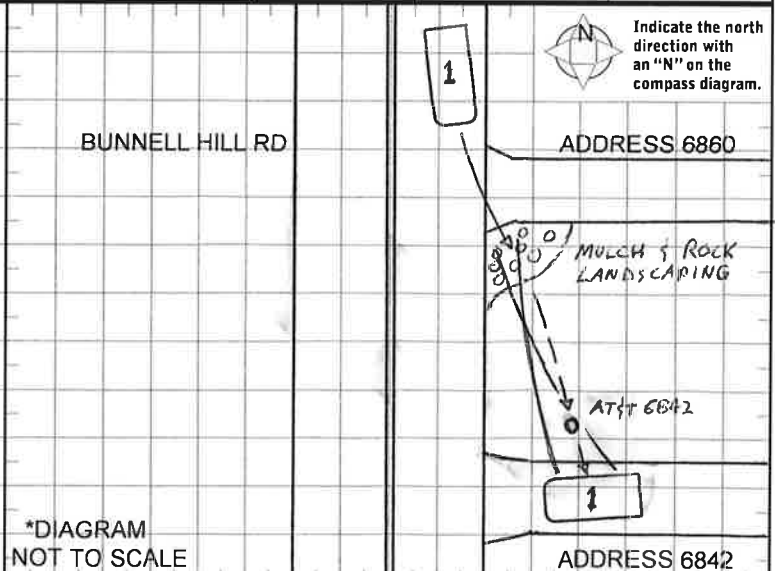 N
Indicate the north
direction with
an "N" on the
compass diagram.
1
BUNNELL HILL RD
ADDRESS 6860
MULCH & ROCK
LANDSCAPING
AT&T 6842
1
*DIAGRAM
NOT TO SCALE
ADDRESS 6842